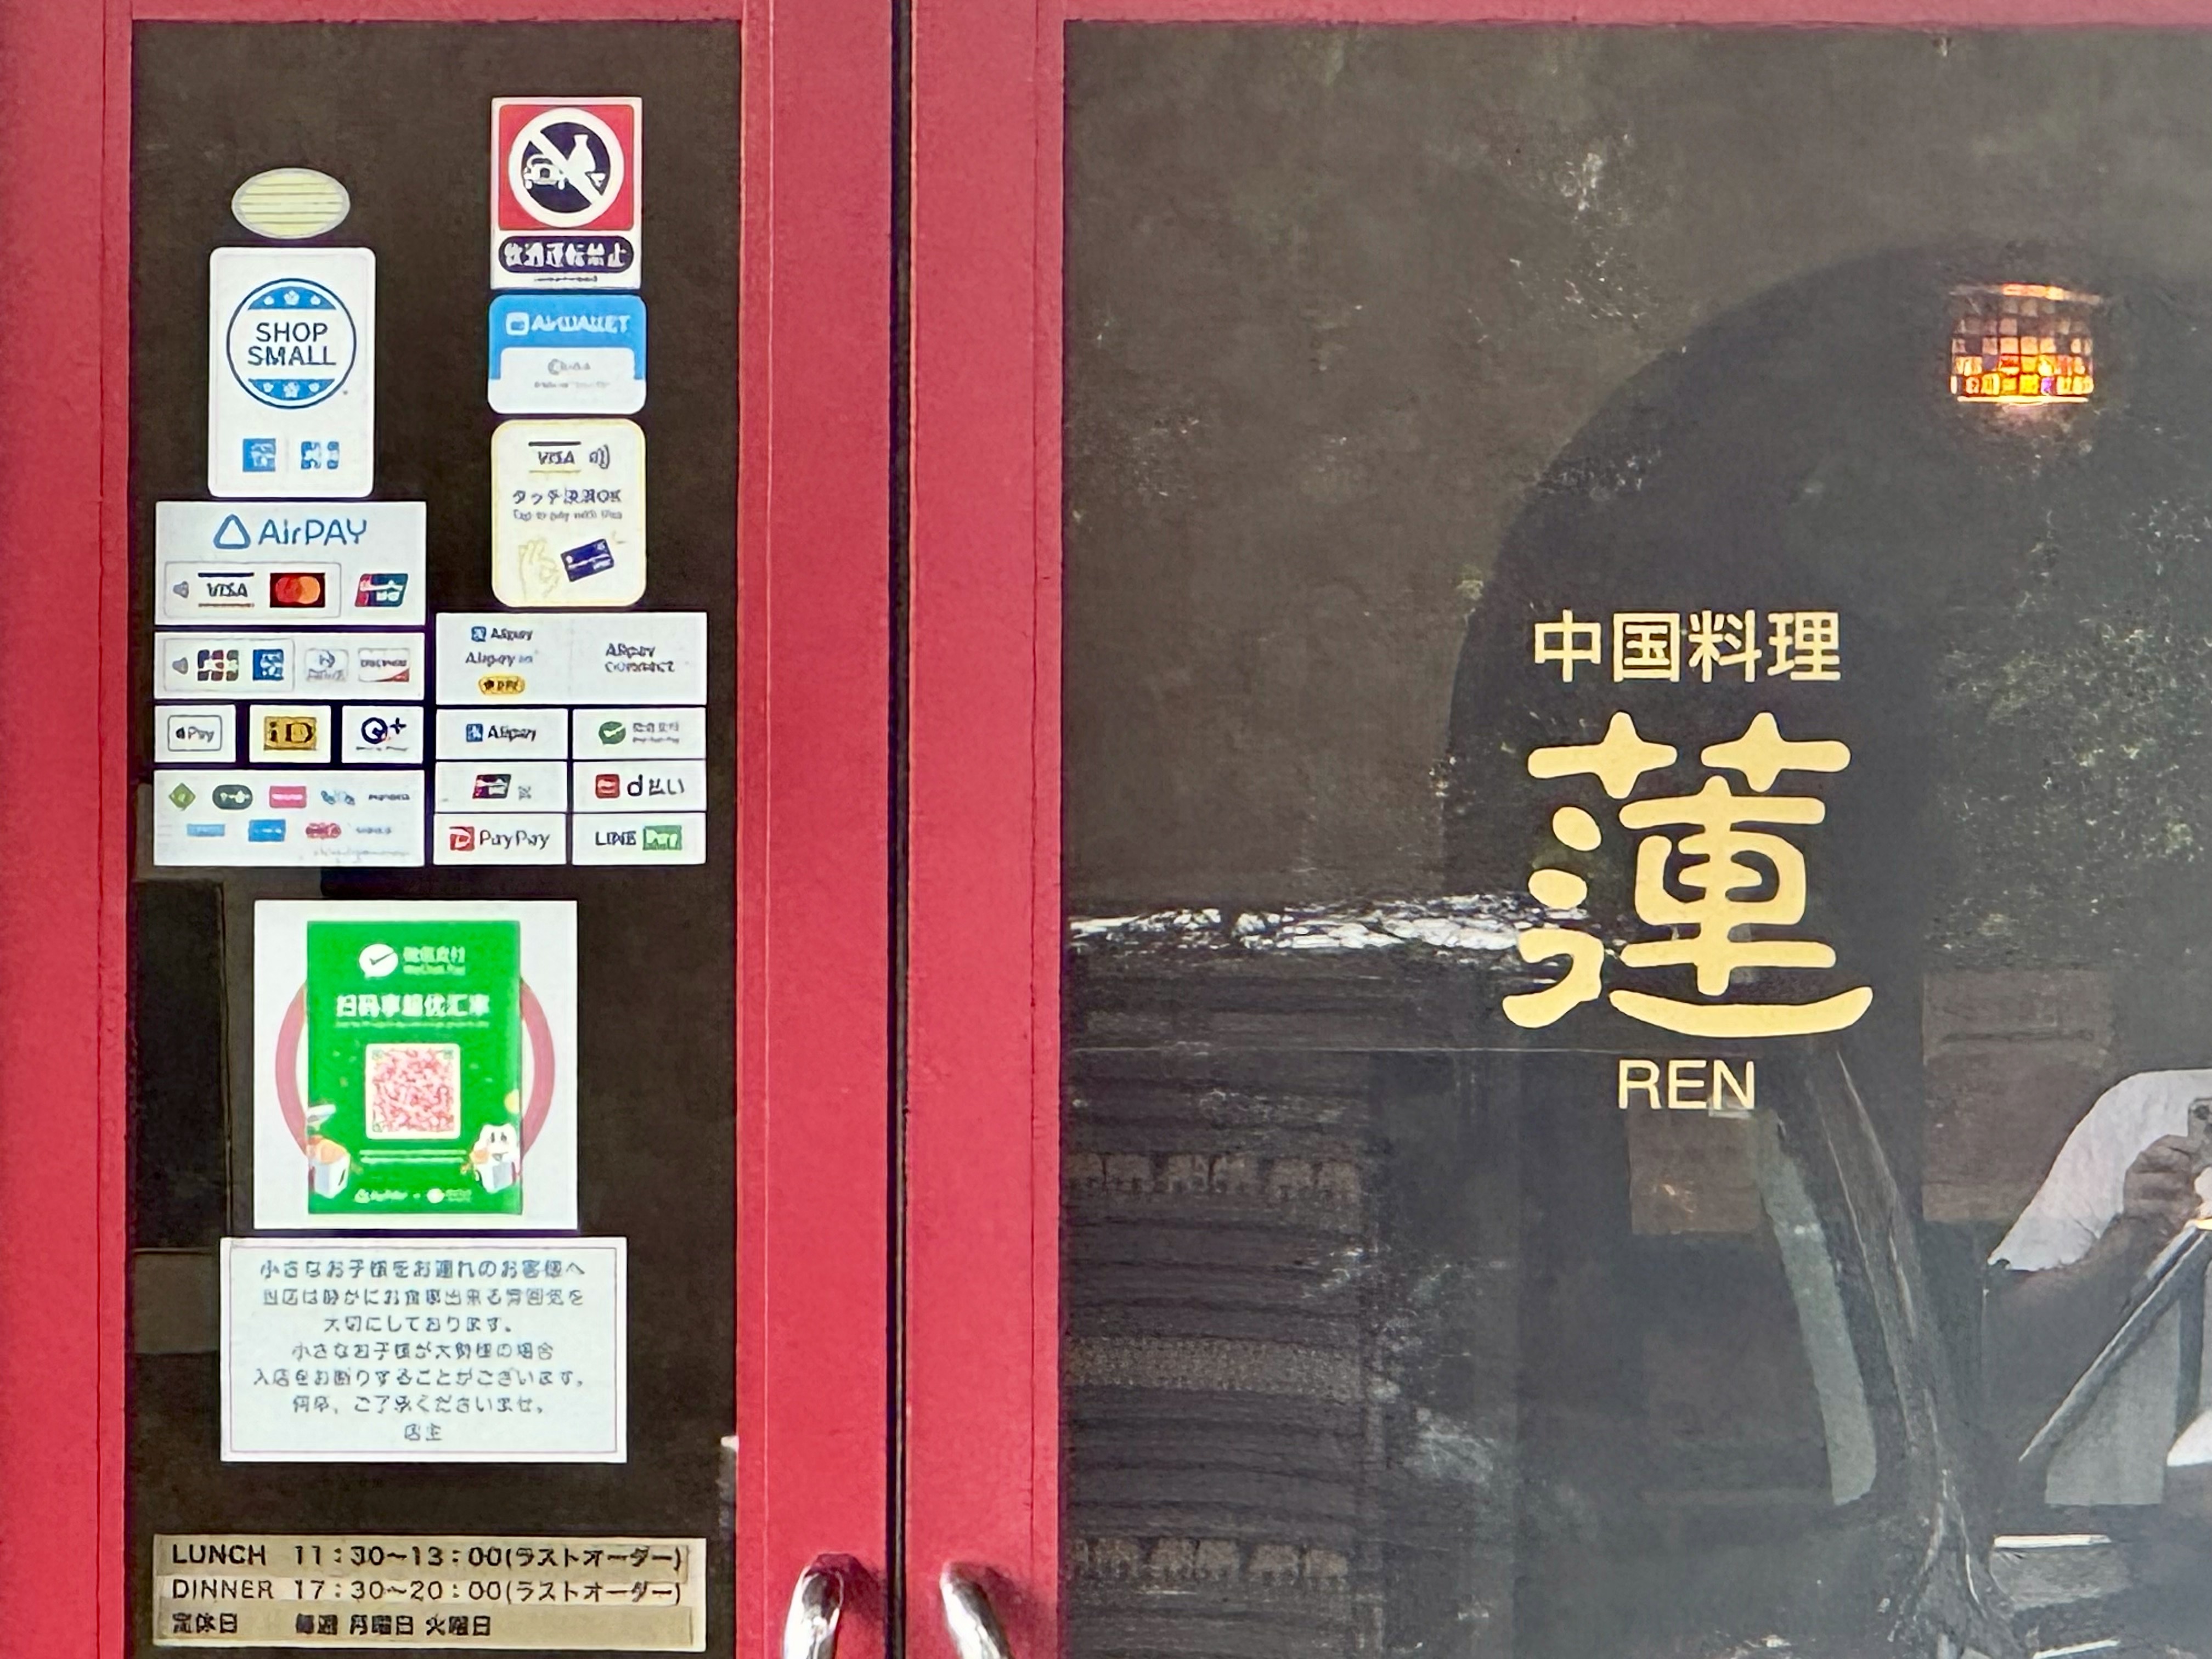 SHOP
SMALL
飲酒運転禁止
AirPAY
VISA
iD
VISA
タッチ決済OK
Tap to pay with Visa
Alipay
Alipay
d払い
PayPay
LINE Pay
微信支付
WeChat Pay
扫码享超优汇率
小さなお子様をお連れのお客様へ
当店は静かにお食事出来る雰囲気を
大切にしております。
小さなお子様が大勢様の場合
入店をお断りすることがございます。
何卒、ご了承くださいませ。
店主
LUNCH 11:30~13:00(ラストオーダー)
DINNER 17:30~20:00(ラストオーダー)
定休日 毎週 月曜日 火曜日
中国料理
蓮
REN